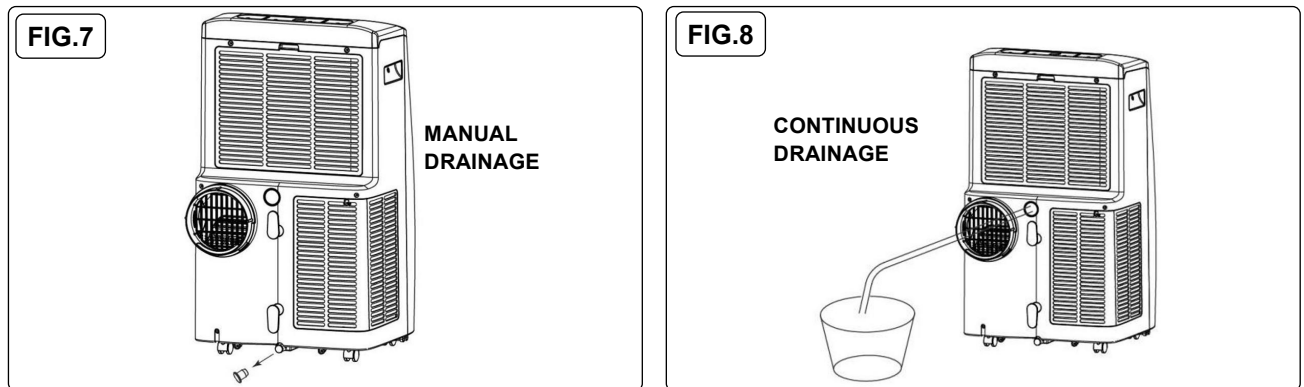 FIG.7
MANUAL
DRAINAGE
FIG.8
CONTINUOUS
DRAINAGE